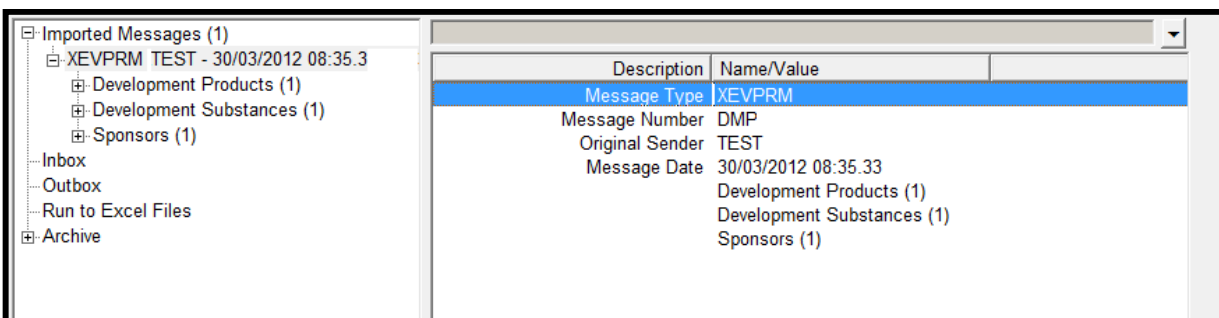 Imported Messages (1)
XEVPRM TEST - 30/03/2012 08:35.3
Development Products (1)
Development Substances (1)
Sponsors (1)
Inbox
Outbox
Run to Excel Files
Archive
Description Name/Value
Message Type XEVPRM
Message Number DMP
Original Sender TEST
Message Date 30/03/2012 08:35.33
Development Products (1)
Development Substances (1)
Sponsors (1)